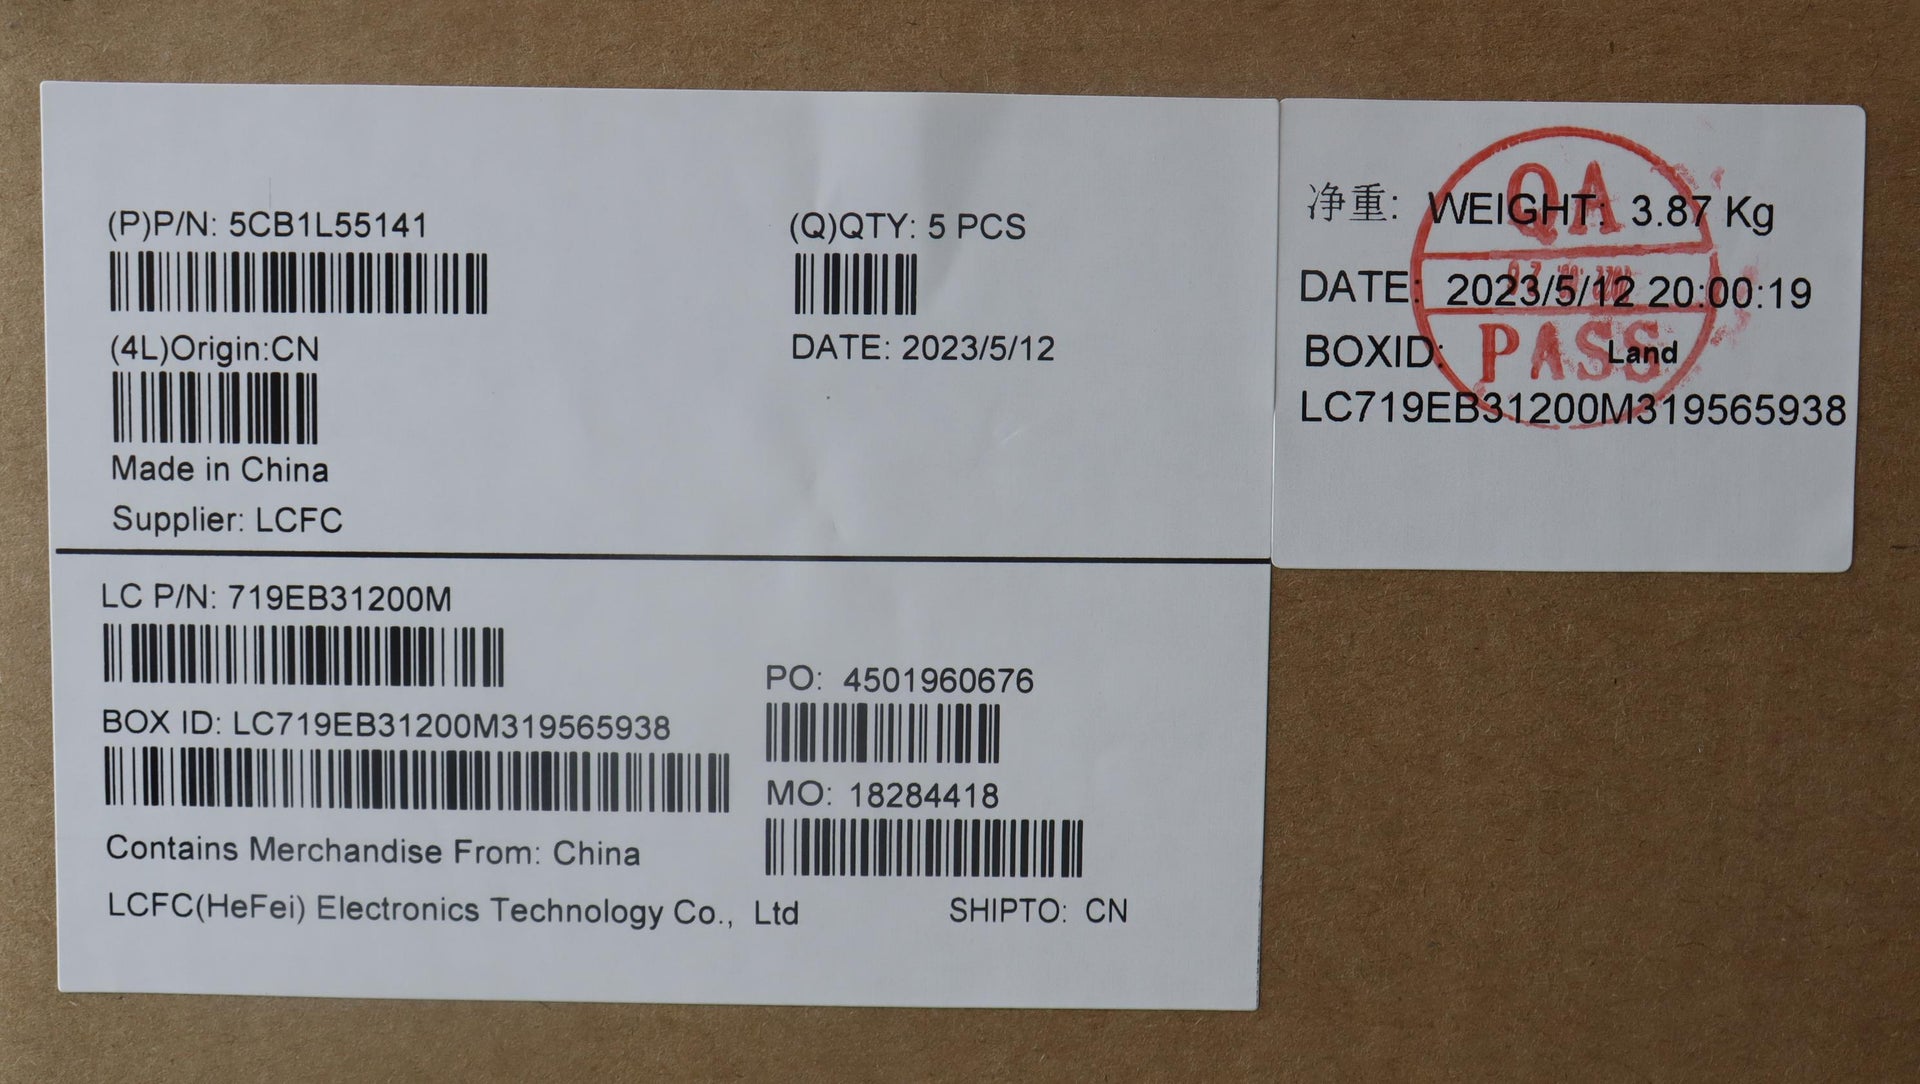 (P)P/N: 5CB1L55141
(Q)QTY: 5 PCS
(4L)Origin:CN
DATE: 2023/5/12
Made in China
Supplier: LCFC
LC P/N: 719EB31200M
BOX ID: LC719EB31200M319565938
PO: 4501960676
MO: 18284418
Contains Merchandise From: China
LCFC(HeFei) Electronics Technology Co., Ltd
SHIPTO: CN
净重: WEIGHT: 3.87 Kg
DATE: 2023/5/12 20:00:19
BOXID: Land
LC719EB31200M319565938
QA
PASS